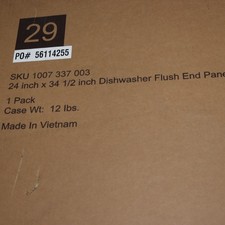 29
PO# 56114255
SKU 1007 337 003
24 inch x 34 1/2 inch Dishwasher Flush End Pane
1 Pack
Case Wt: 12 lbs.
Made In Vietnam